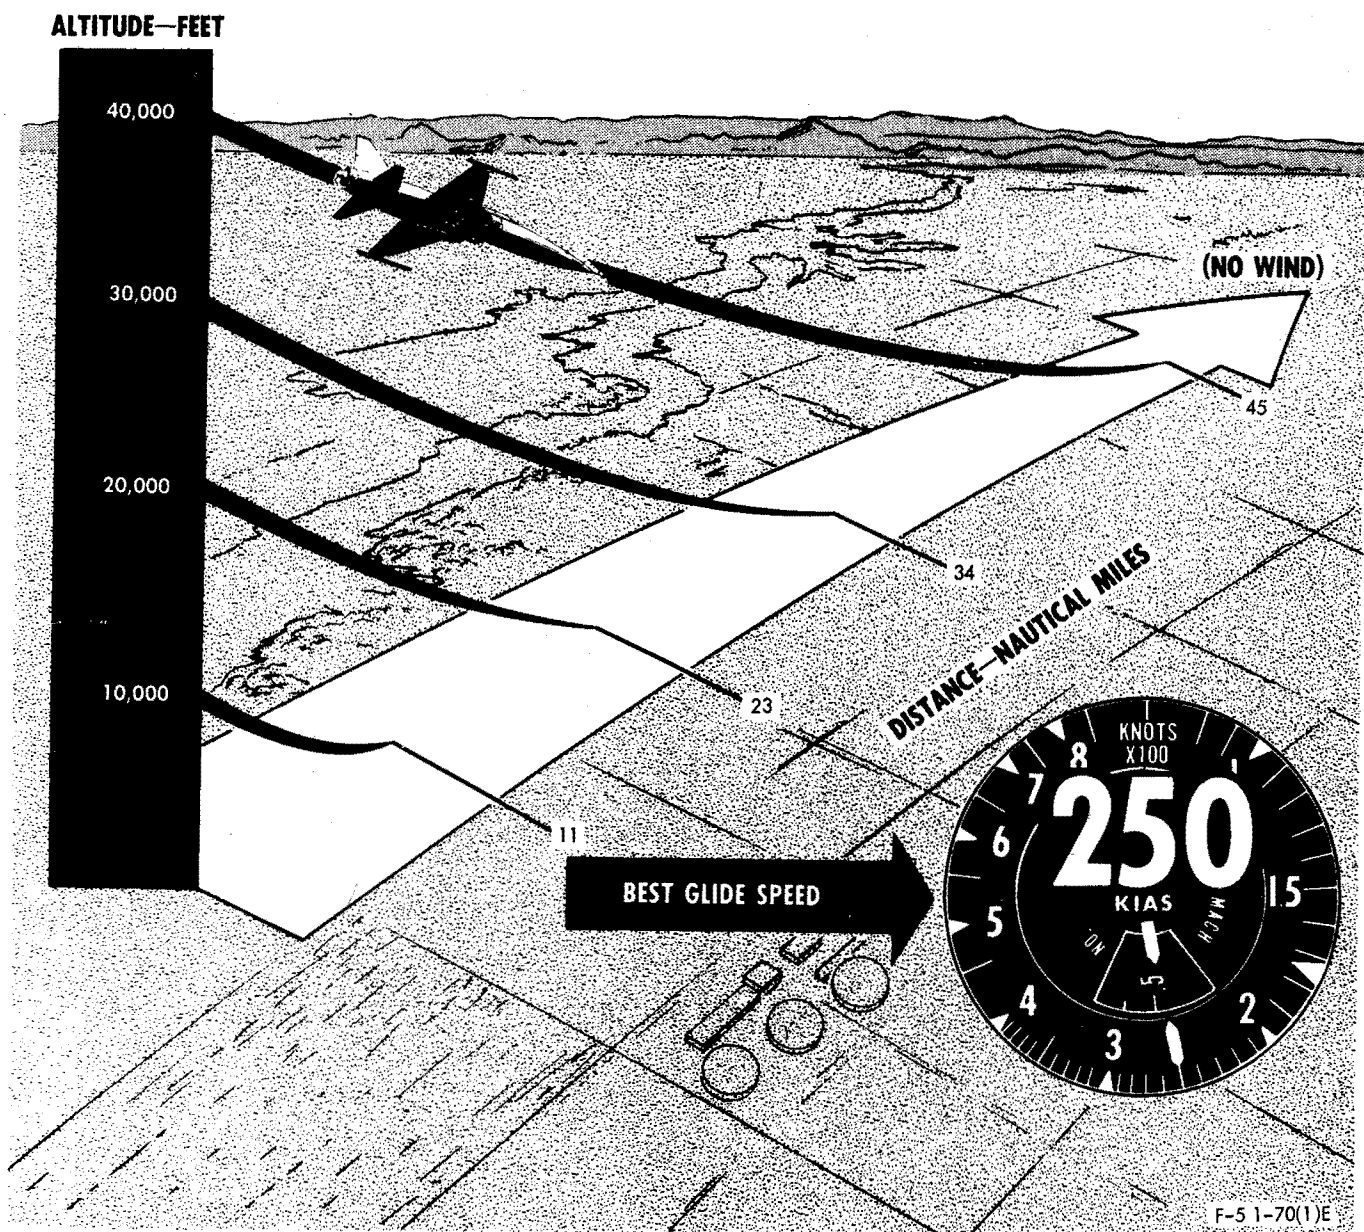 ALTITUDE—FEET
40,000
30,000
20,000
10,000
(NO WIND)
45
34
23
11
DISTANCE—NAUTICAL MILES
BEST GLIDE SPEED
KNOTS
X100
8
1
7
250
6
KIAS
1.5
5
NO.
MACH
.5
4
2
3
F-5 1-70(1)E